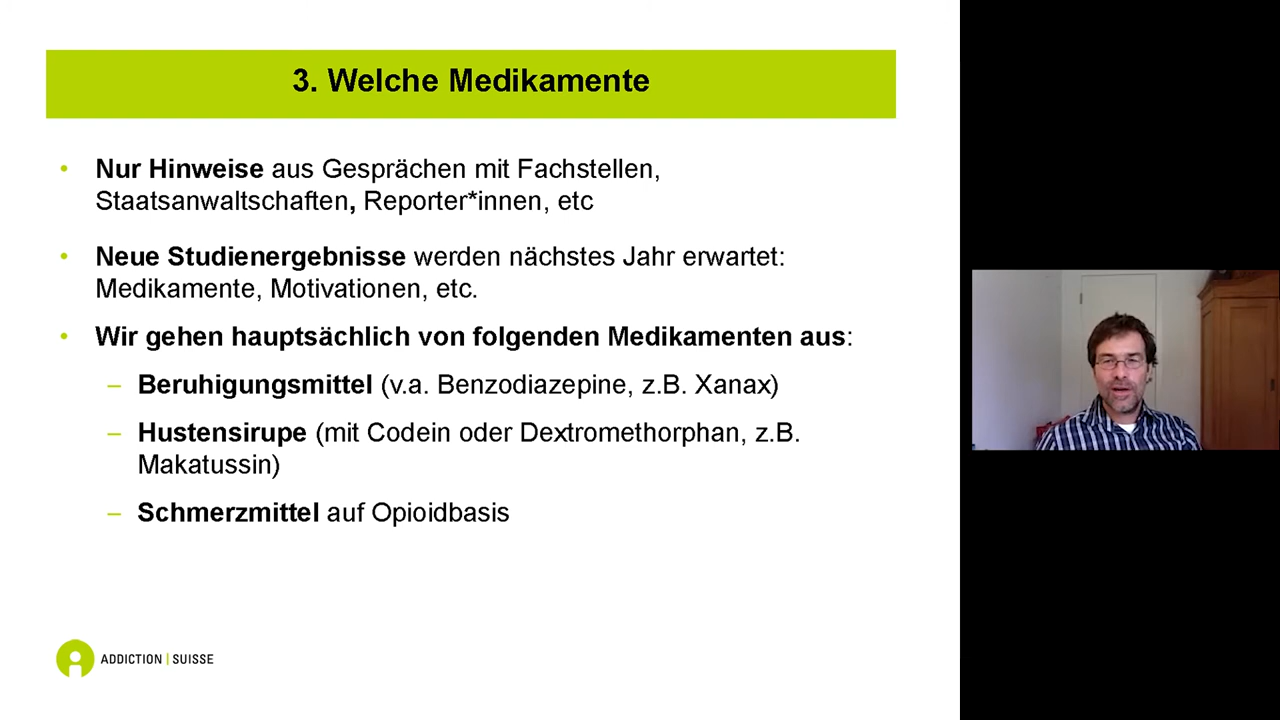 3. Welche Medikamente
• Nur Hinweise aus Gesprächen mit Fachstellen,
Staatsanwaltschaften, Reporter*innen, etc
• Neue Studienergebnisse werden nächstes Jahr erwartet:
Medikamente, Motivationen, etc.
• Wir gehen hauptsächlich von folgenden Medikamenten aus:
– Beruhigungsmittel (v.a. Benzodiazepine, z.B. Xanax)
– Hustensirupe (mit Codein oder Dextromethorphan, z.B.
Makatussin)
– Schmerzmittel auf Opioidbasis
ADDICTION | SUISSE